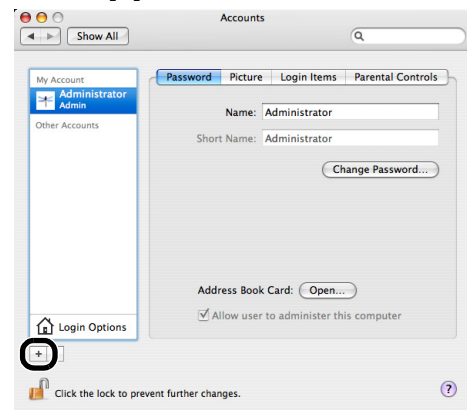 Accounts
Show All
My Account
Administrator
Admin
Other Accounts
Login Options
+
Password Picture Login Items Parental Controls
Name: Administrator
Short Name: Administrator
Change Password...
Address Book Card: Open...
Allow user to administer this computer
Click the lock to prevent further changes.
?